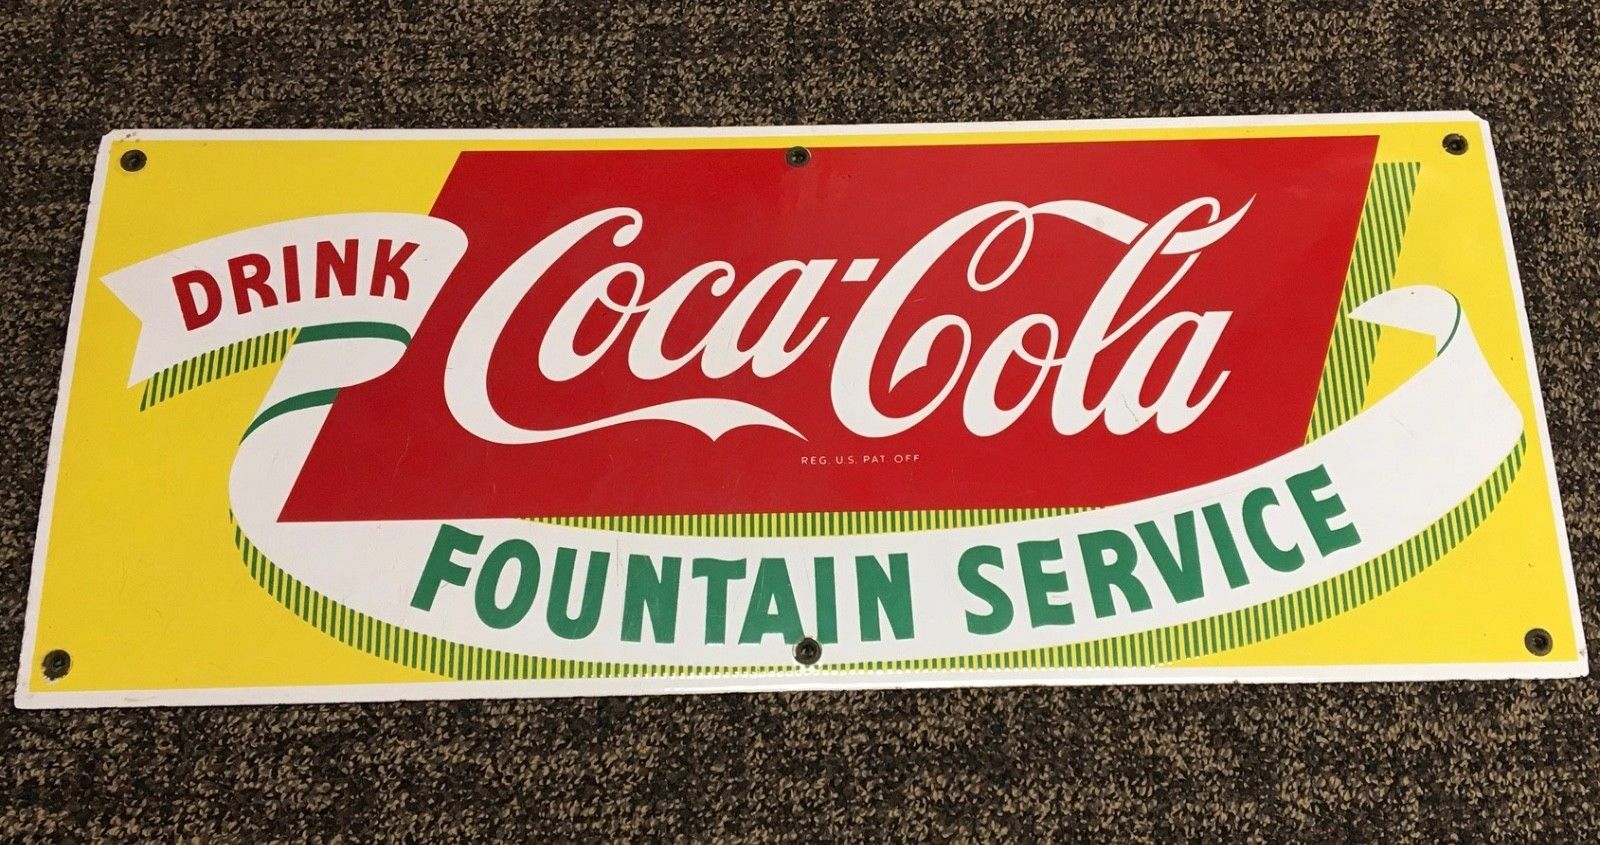 DRINK
Coca-Cola
REG. U.S. PAT. OFF
FOUNTAIN SERVICE